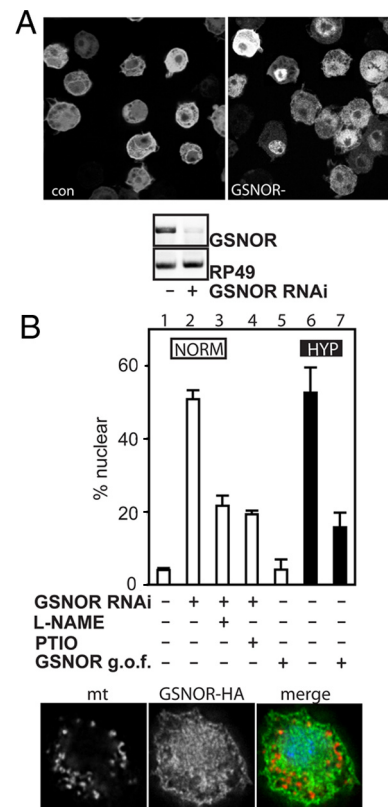 A
con GSNOR-
GSNOR
RP49
- + GSNOR RNAi
B
1 2 3 4 5 6 7
NORM HYP
60
40
20
0
% nuclear
GSNOR RNAi - + + + - - -
L-NAME - - + - - - -
PTIO - - - + - - -
GSNOR g.o.f. - - - - + - +
mt GSNOR-HA merge